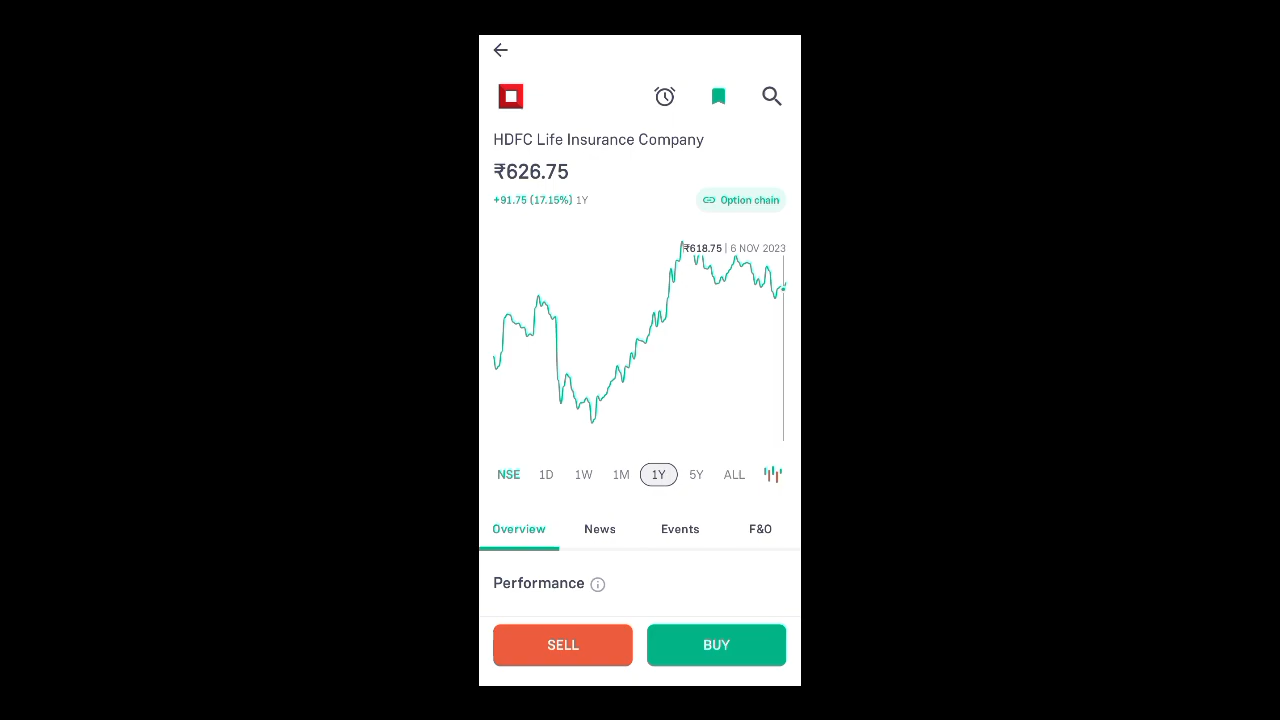 HDFC Life Insurance Company
₹626.75
+91.75 (17.15%) 1Y
Option chain
₹618.75 | 6 NOV 2023
NSE 1D 1W 1M 1Y 5Y ALL
Overview News Events F&O
Performance
SELL BUY